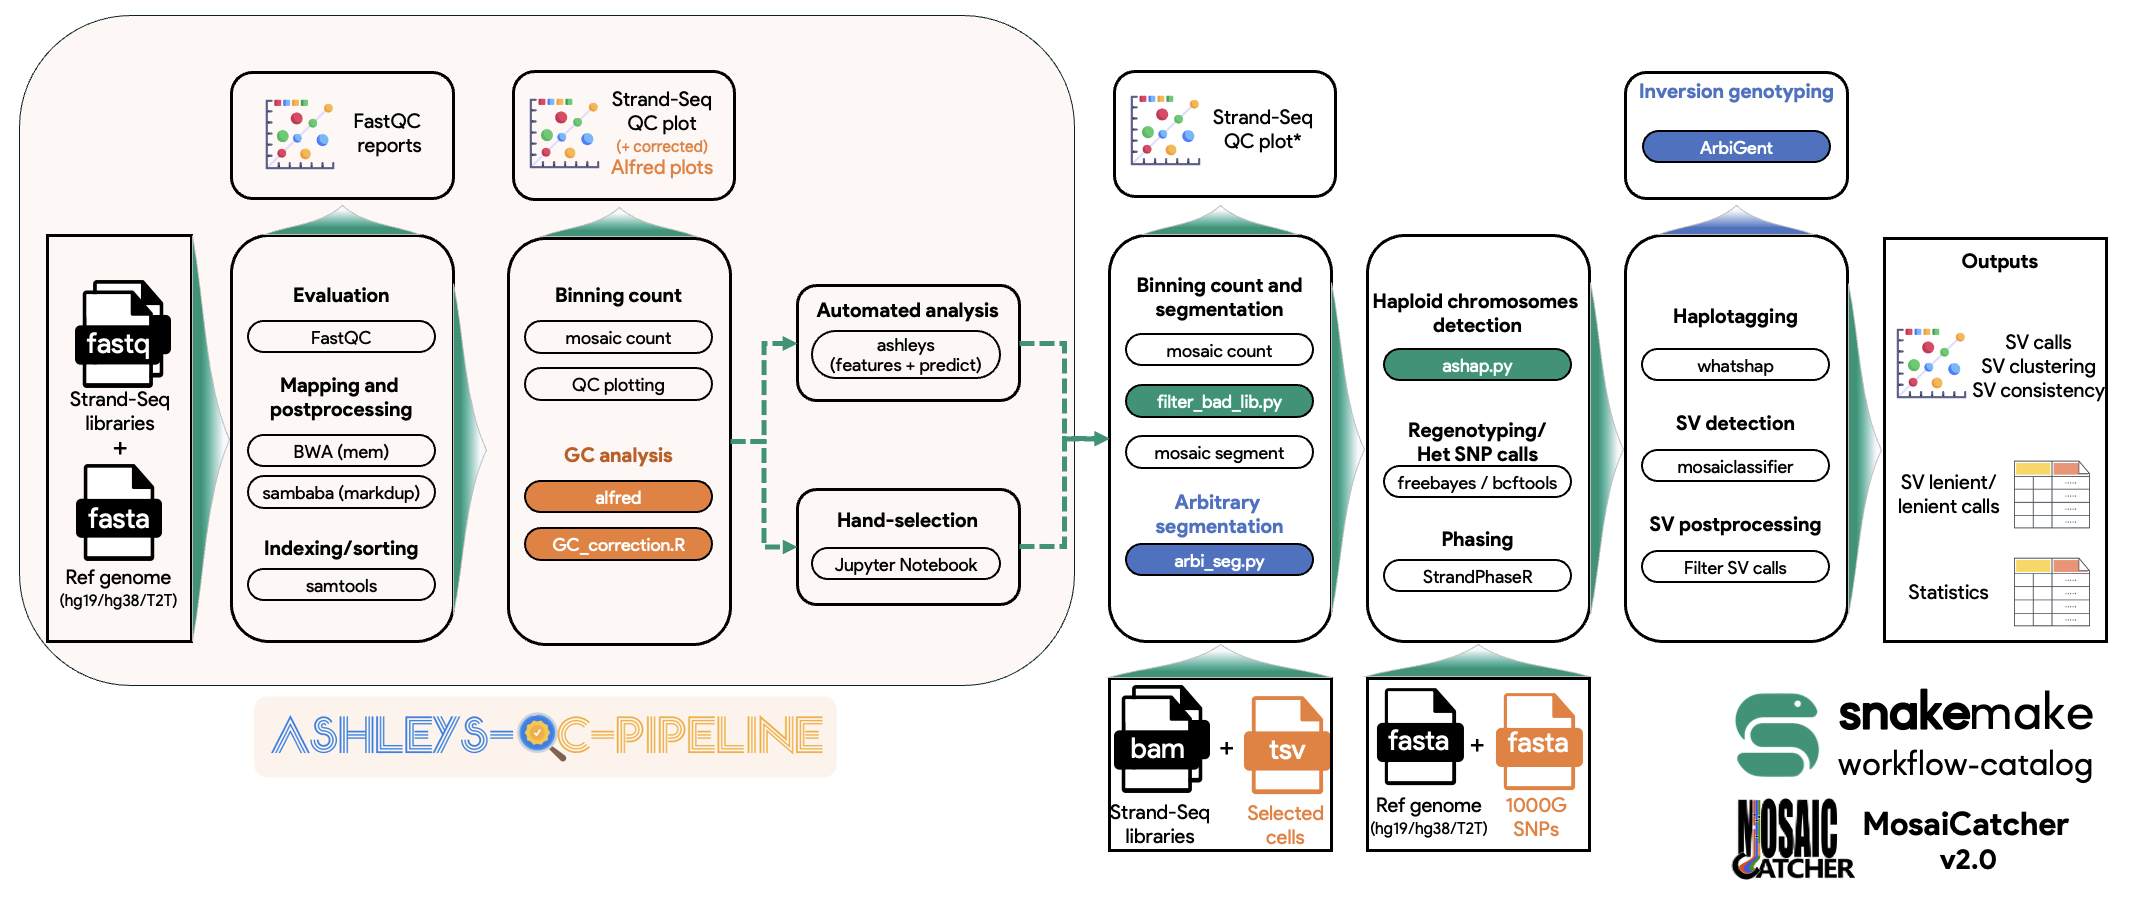 FastQC
reports
Strand-Seq
QC plot
(+ corrected)
Alfred plots
Strand-Seq
QC plot*
Inversion genotyping
ArbiGent
fastq
Strand-Seq
libraries
+
fasta
Ref genome
(hg19/hg38/T2T)
Evaluation
FastQC
Mapping and
postprocessing
BWA (mem)
sambaba (markdup)
Indexing/sorting
samtools
Binning count
mosaic count
QC plotting
GC analysis
alfred
GC_correction.R
Automated analysis
ashleys
(features + predict)
Hand-selection
Jupyter Notebook
Binning count and
segmentation
mosaic count
filter_bad_lib.py
mosaic segment
Arbitrary
segmentation
arbi_seg.py
Haploid chromosomes
detection
ashap.py
Regenotyping/
Het SNP calls
freebayes / bcftools
Phasing
StrandPhaseR
Haplotagging
whatshap
SV detection
mosaiclassifier
SV postprocessing
Filter SV calls
Outputs
SV calls
SV clustering
SV consistency
SV lenient/
lenient calls
Statistics
ASHLEYS-QC-PIPELINE
bam + tsv
Strand-Seq
libraries
Selected
cells
fasta + fasta
Ref genome
(hg19/hg38/T2T)
1000G
SNPs
snakemake
workflow-catalog
MOSAIC
CATCHER
MosaiCatcher
v2.0